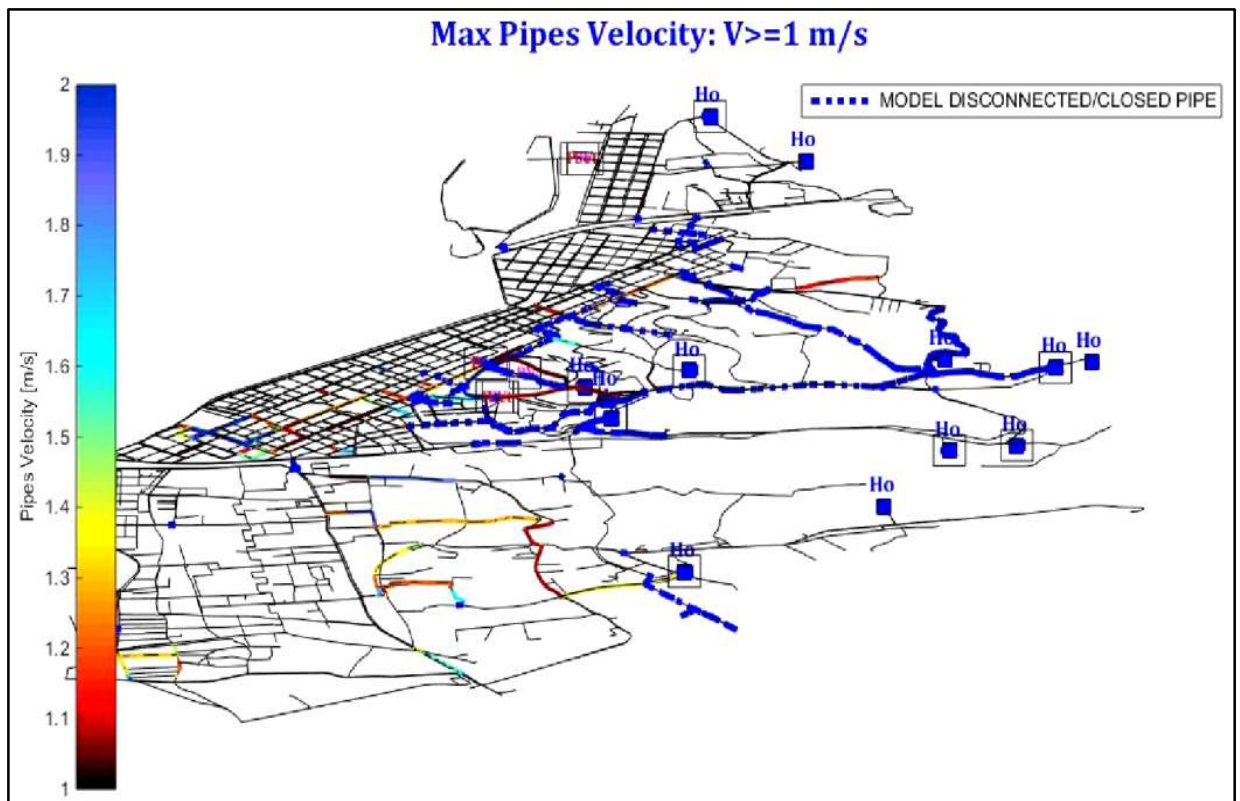 Max Pipes Velocity: V>=1 m/s
MODEL DISCONNECTED/CLOSED PIPE
Pipes Velocity [m/s]
2
1.9
1.8
1.7
1.6
1.5
1.4
1.3
1.2
1.1
1
Ho
Ho
Ho
Ho
Ho
Ho
Ho
Ho
Ho
Ho
Ho
Ho